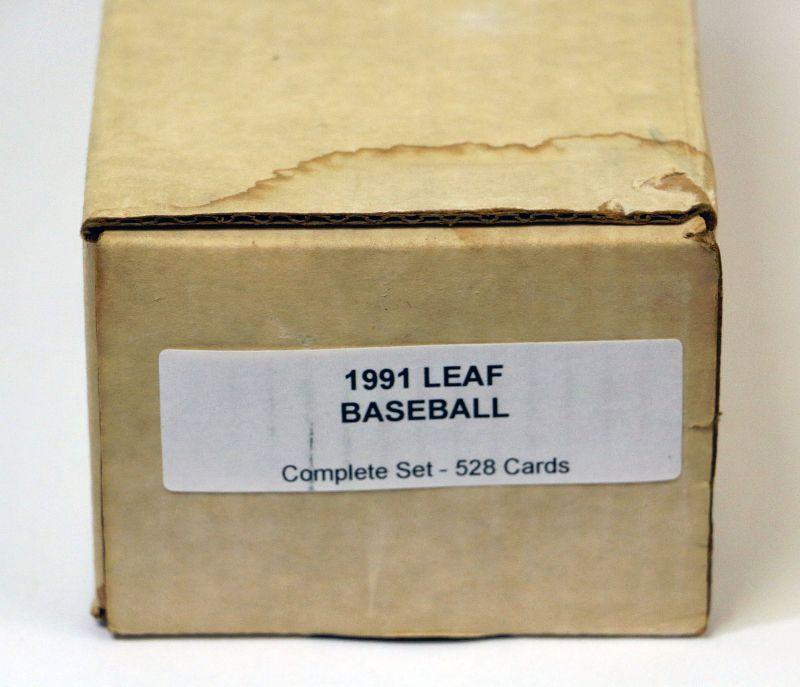 1991 LEAF
BASEBALL
Complete Set - 528 Cards